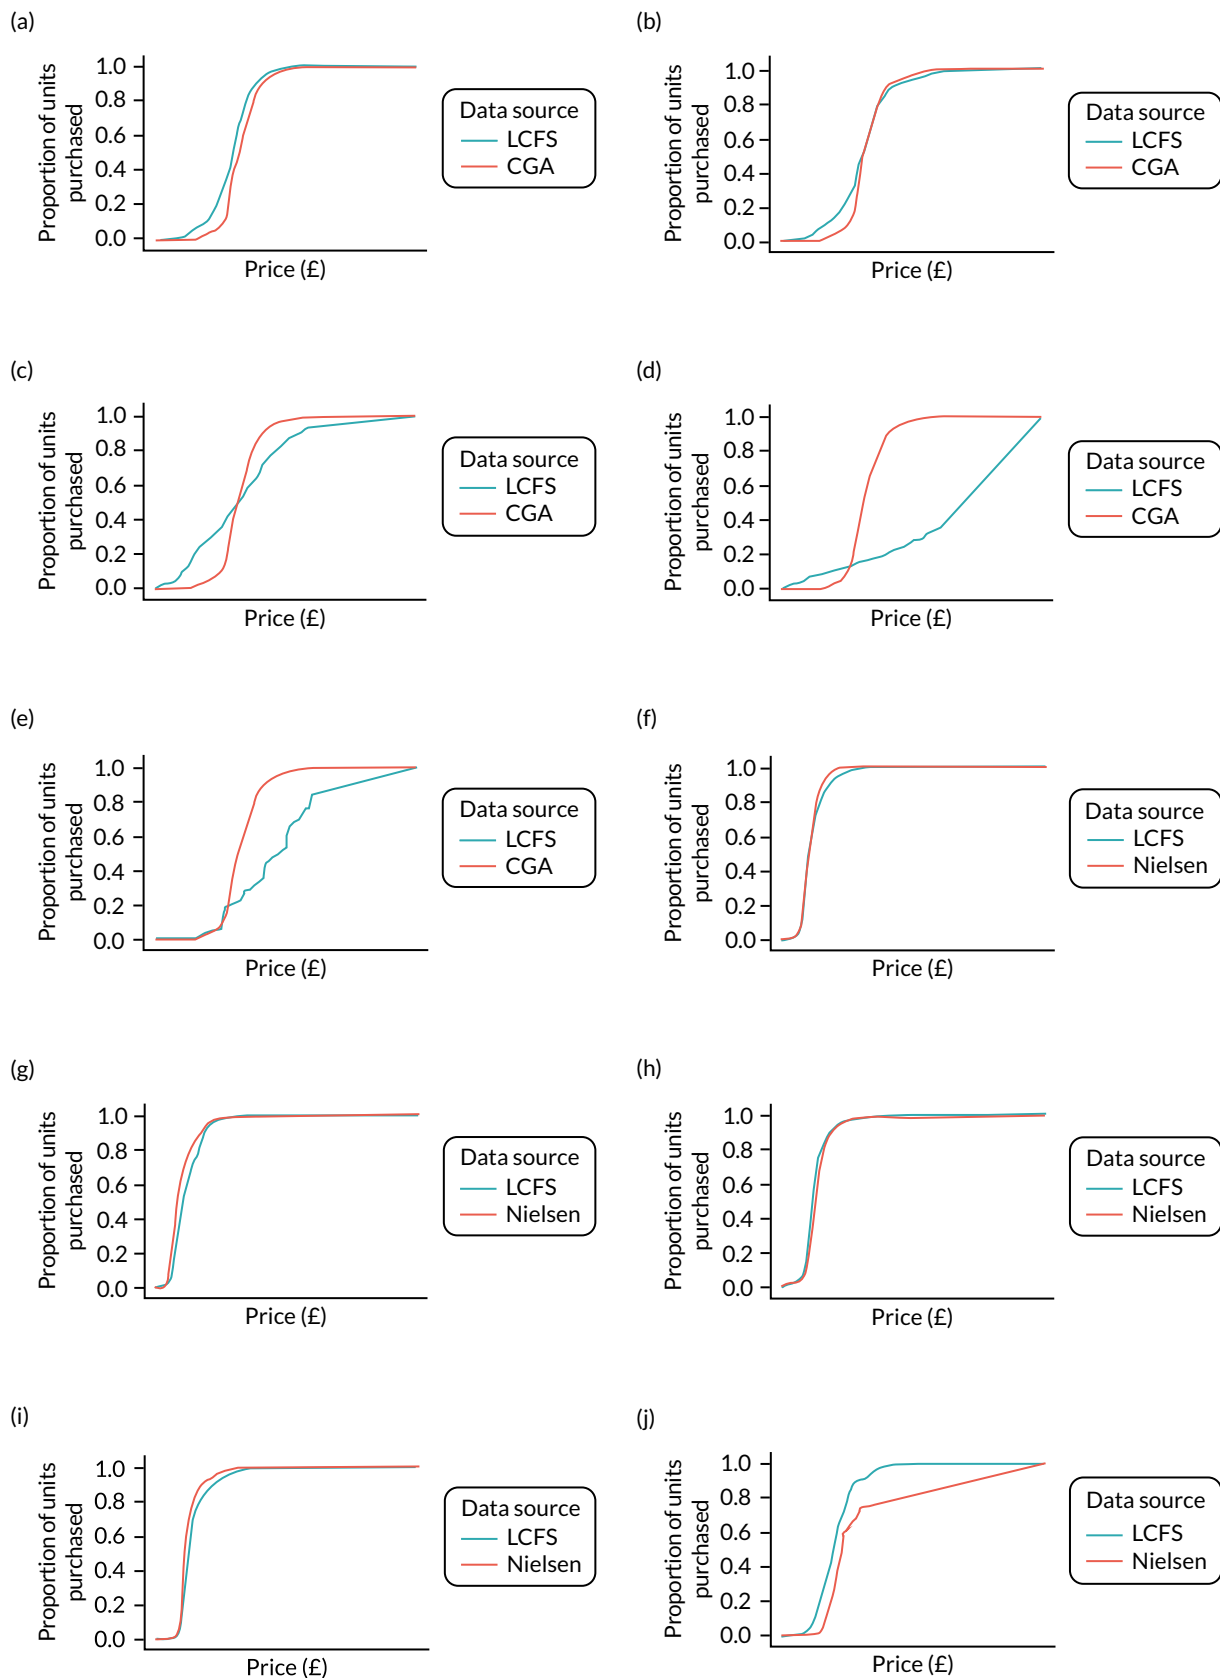 (a)
Proportion of units
purchased
1.0
0.8
0.6
0.4
0.2
0.0
Price (£)
Data source
LCFS
CGA
(b)
Proportion of units
purchased
1.0
0.8
0.6
0.4
0.2
0.0
Price (£)
Data source
LCFS
CGA
(c)
Proportion of units
purchased
1.0
0.8
0.6
0.4
0.2
0.0
Price (£)
Data source
LCFS
CGA
(d)
Proportion of units
purchased
1.0
0.8
0.6
0.4
0.2
0.0
Price (£)
Data source
LCFS
CGA
(e)
Proportion of units
purchased
1.0
0.8
0.6
0.4
0.2
0.0
Price (£)
Data source
LCFS
CGA
(f)
Proportion of units
purchased
1.0
0.8
0.6
0.4
0.2
0.0
Price (£)
Data source
LCFS
Nielsen
(g)
Proportion of units
purchased
1.0
0.8
0.6
0.4
0.2
0.0
Price (£)
Data source
LCFS
Nielsen
(h)
Proportion of units
purchased
1.0
0.8
0.6
0.4
0.2
0.0
Price (£)
Data source
LCFS
Nielsen
(i)
Proportion of units
purchased
1.0
0.8
0.6
0.4
0.2
0.0
Price (£)
Data source
LCFS
Nielsen
(j)
Proportion of units
purchased
1.0
0.8
0.6
0.4
0.2
0.0
Price (£)
Data source
LCFS
Nielsen